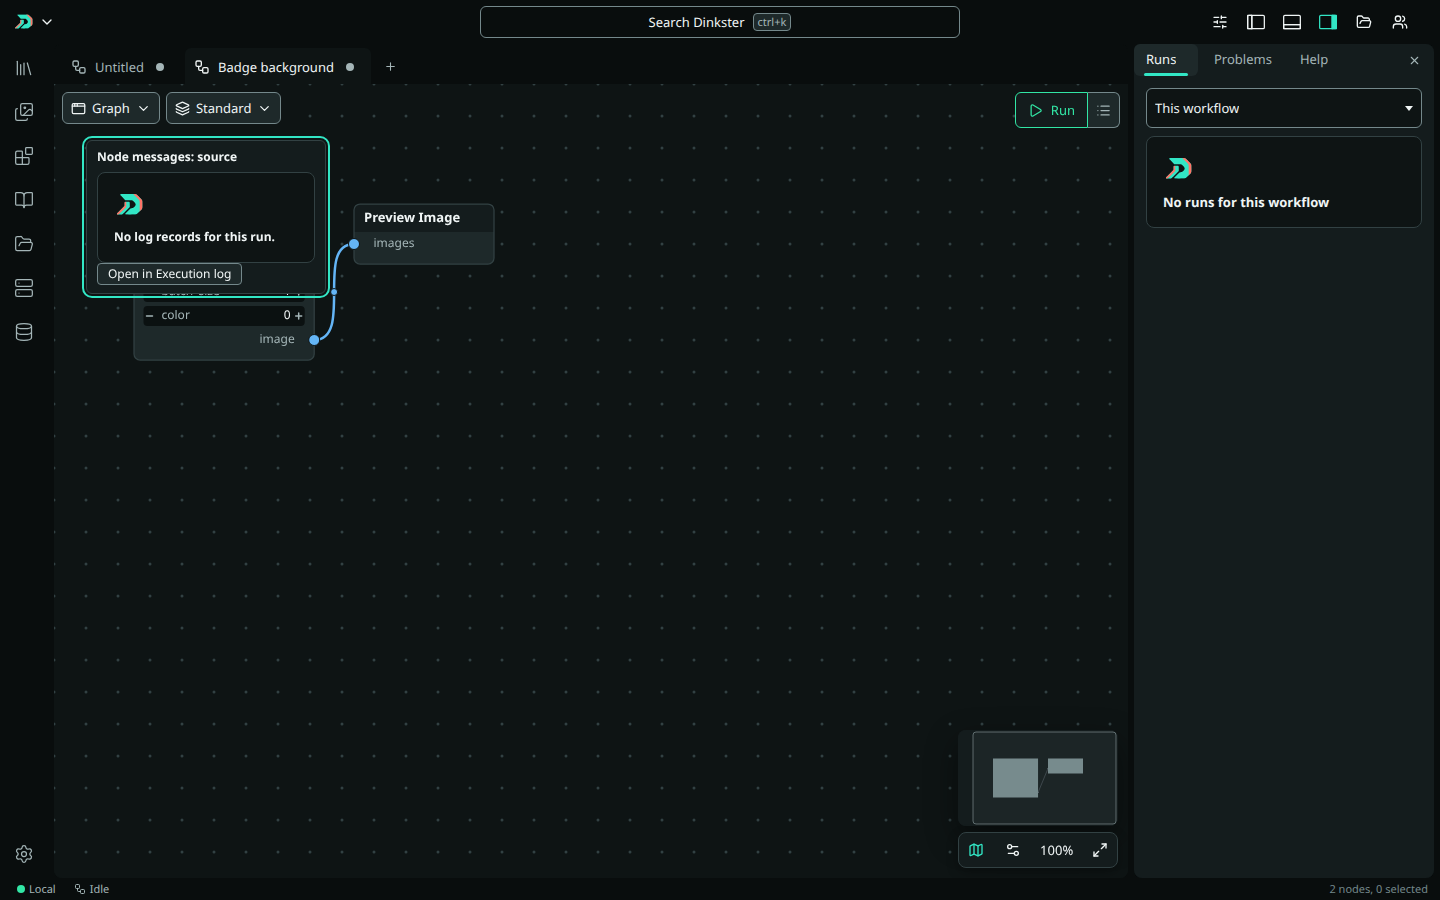 Search Dinkster ctrl+k
Untitled
Badge background
Runs
Problems
Help
Graph
Standard
Run
This workflow
Node messages: source
No log records for this run.
Open in Execution log
Preview Image
images
No runs for this workflow
color 0
image
100%
Local
Idle
2 nodes, 0 selected